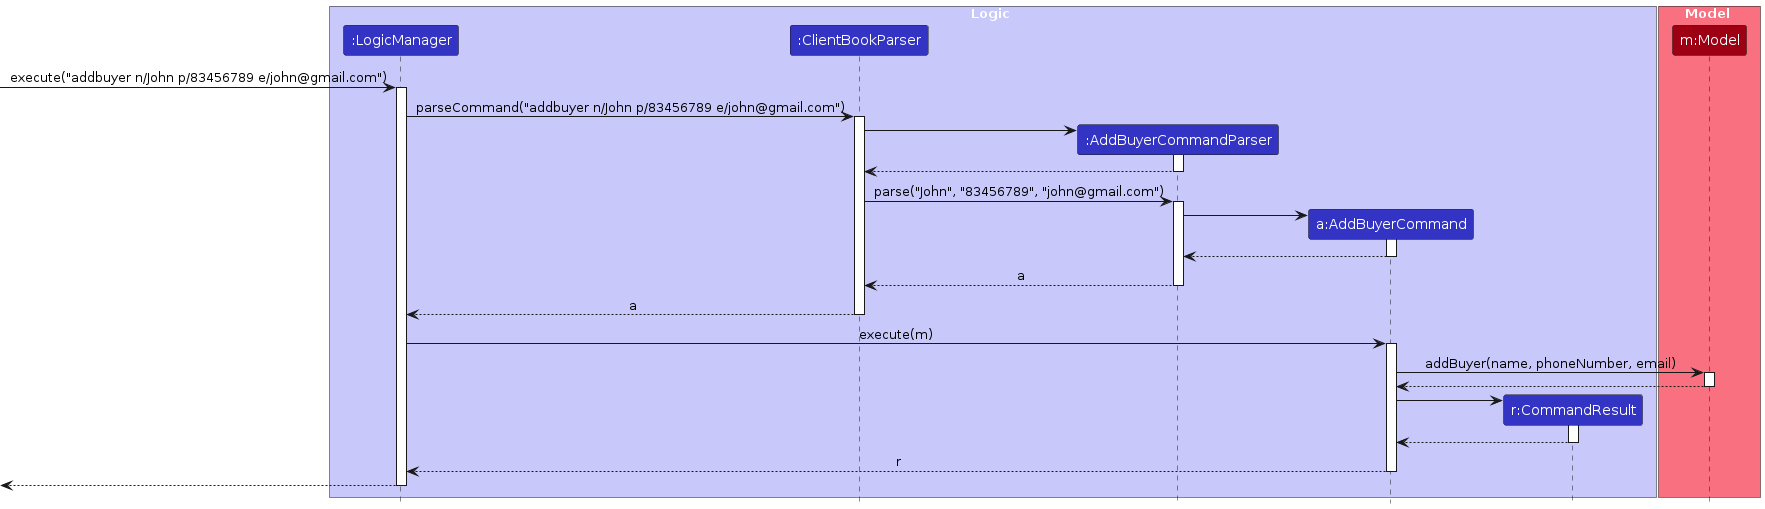 Logic
Model
:LogicManager
:ClientBookParser
m:Model
execute("addbuyer n/John p/83456789 e/john@gmail.com")
parseCommand("addbuyer n/John p/83456789 e/john@gmail.com")
:AddBuyerCommandParser
parse("John", "83456789", "john@gmail.com")
a:AddBuyerCommand
a
a
execute(m)
addBuyer(name, phoneNumber, email)
r:CommandResult
r